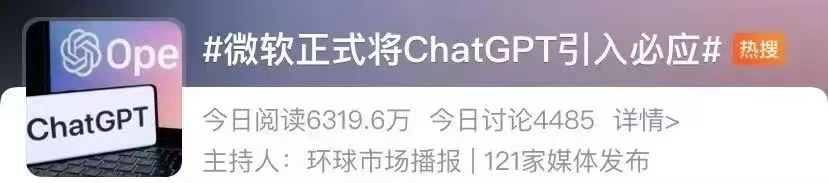 Ope
ChatGPT
#微软正式将ChatGPT引入必应# 热搜
今日阅读6319.6万 今日讨论4485 详情>
主持人：环球市场播报 | 121家媒体发布